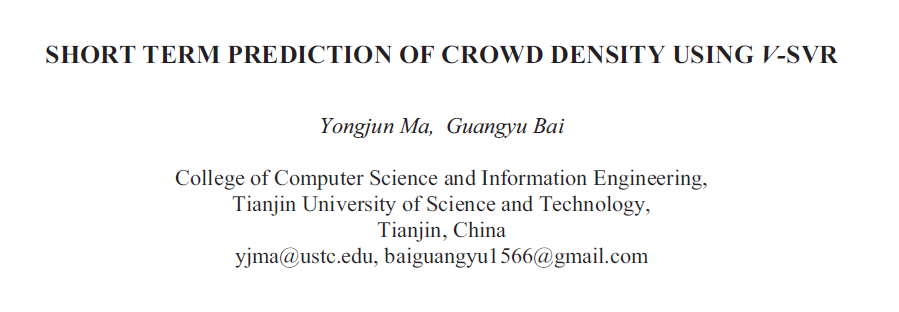 SHORT TERM PREDICTION OF CROWD DENSITY USING V-SVR
Yongjun Ma, Guangyu Bai
College of Computer Science and Information Engineering,
Tianjin University of Science and Technology,
Tianjin, China
yjma@ustc.edu, baiguangyu1566@gmail.com